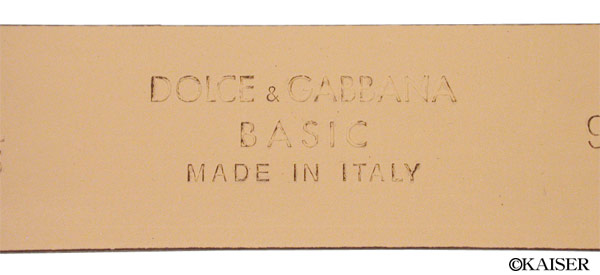 DOLCE & GABBANA
BASIC
MADE IN ITALY
9
©KAISER